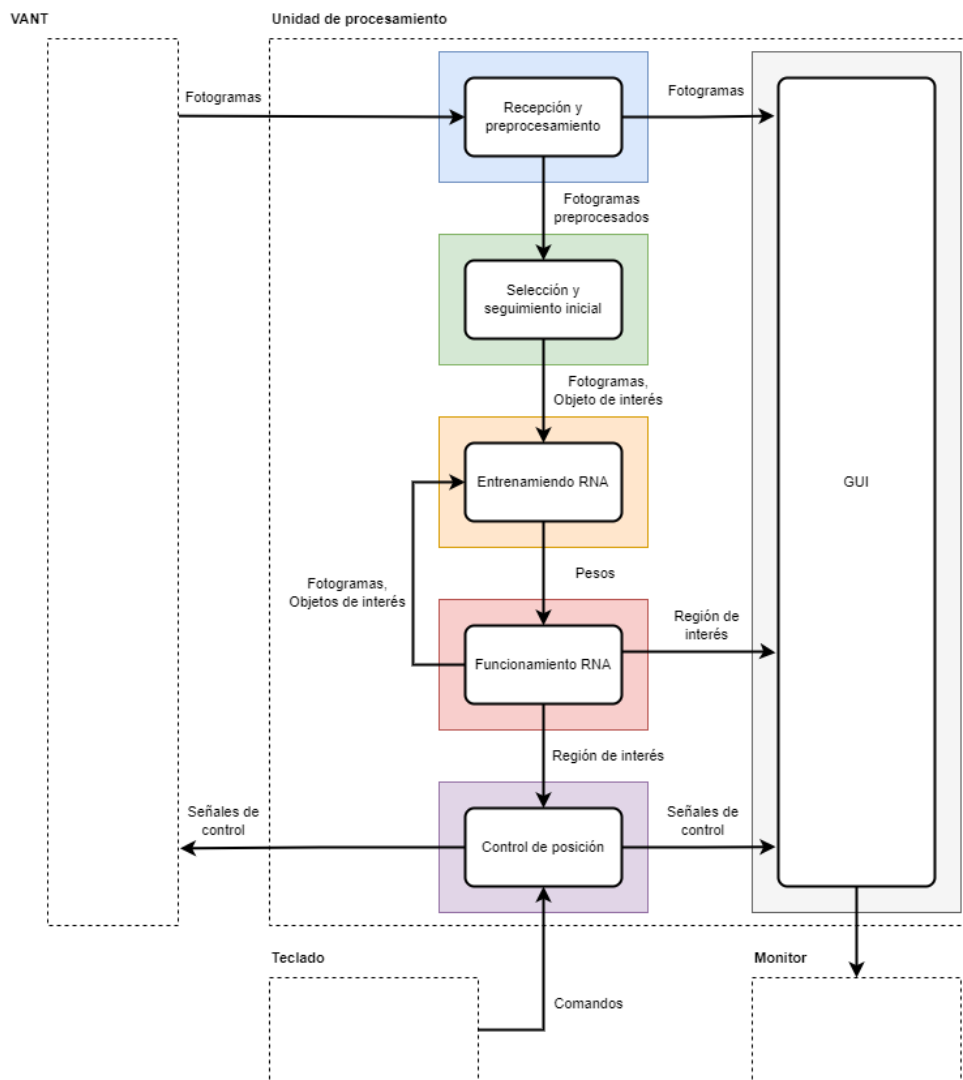 VANT
Unidad de procesamiento
Fotogramas
Recepción y
preprocesamiento
Fotogramas
Fotogramas
preprocesados
Selección y
seguimiento inicial
Fotogramas,
Objeto de interés
Entrenamiendo RNA
GUI
Pesos
Fotogramas,
Objetos de interés
Región de
interés
Funcionamiento RNA
Región de interés
Señales de
control
Control de posición
Señales de
control
Teclado
Monitor
Comandos